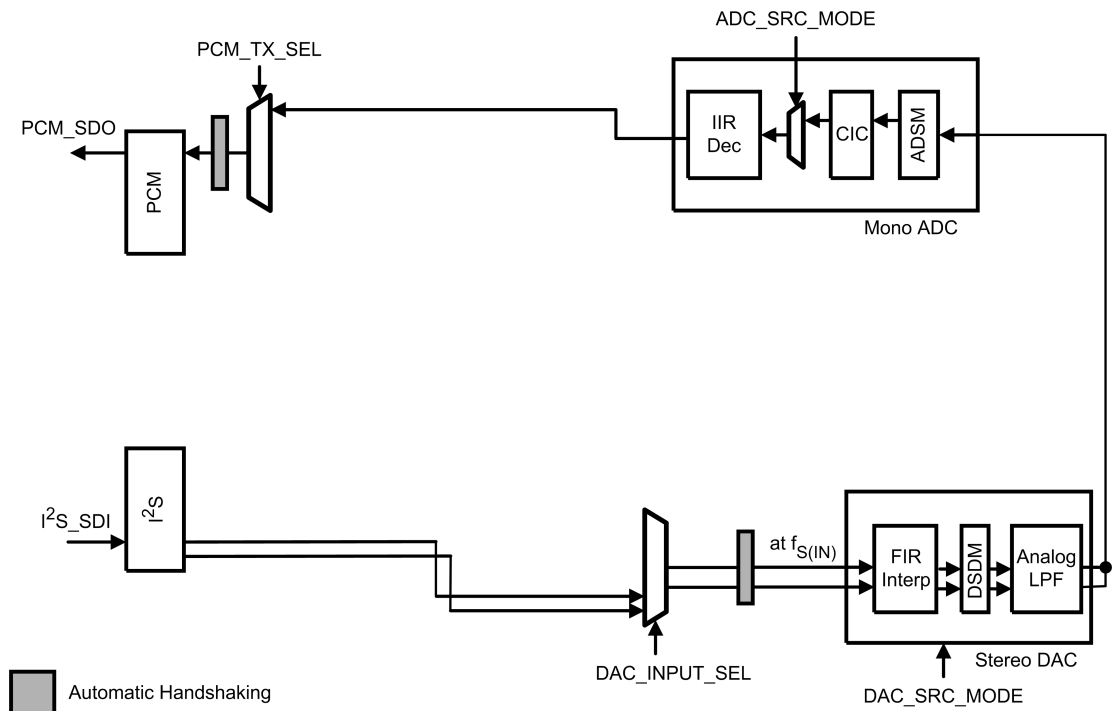 ADC_SRC_MODE
PCM_TX_SEL
PCM_SDO
PCM
IIR
Dec
CIC
ADSM
Mono ADC
I²S_SDI
I²S
at fS(IN)
FIR
Interp
DSDM
Analog
LPF
Stereo DAC
DAC_INPUT_SEL
DAC_SRC_MODE
Automatic Handshaking